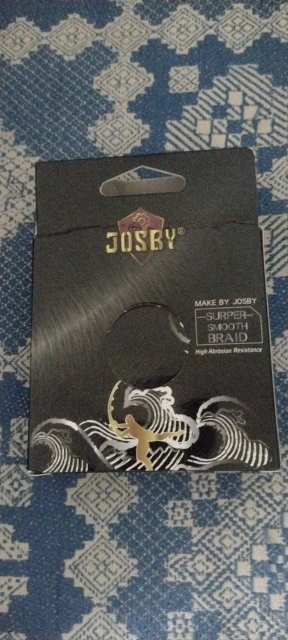 JOSBY®
MAKE BY JOSBY
SURPER
SMOOTH
BRAID
High Abrasion Resistance